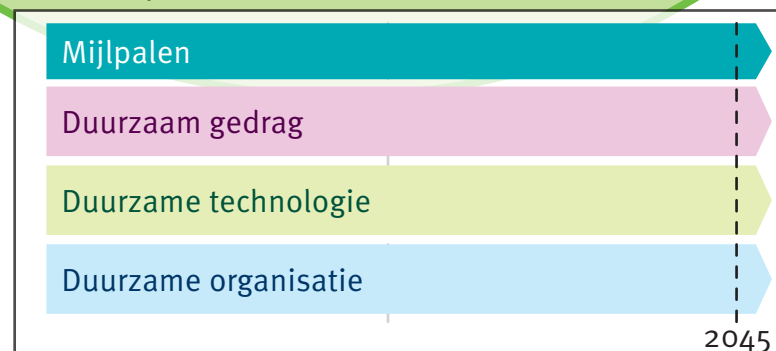 Mijlpalen
Duurzaam gedrag
Duurzame technologie
Duurzame organisatie
2045